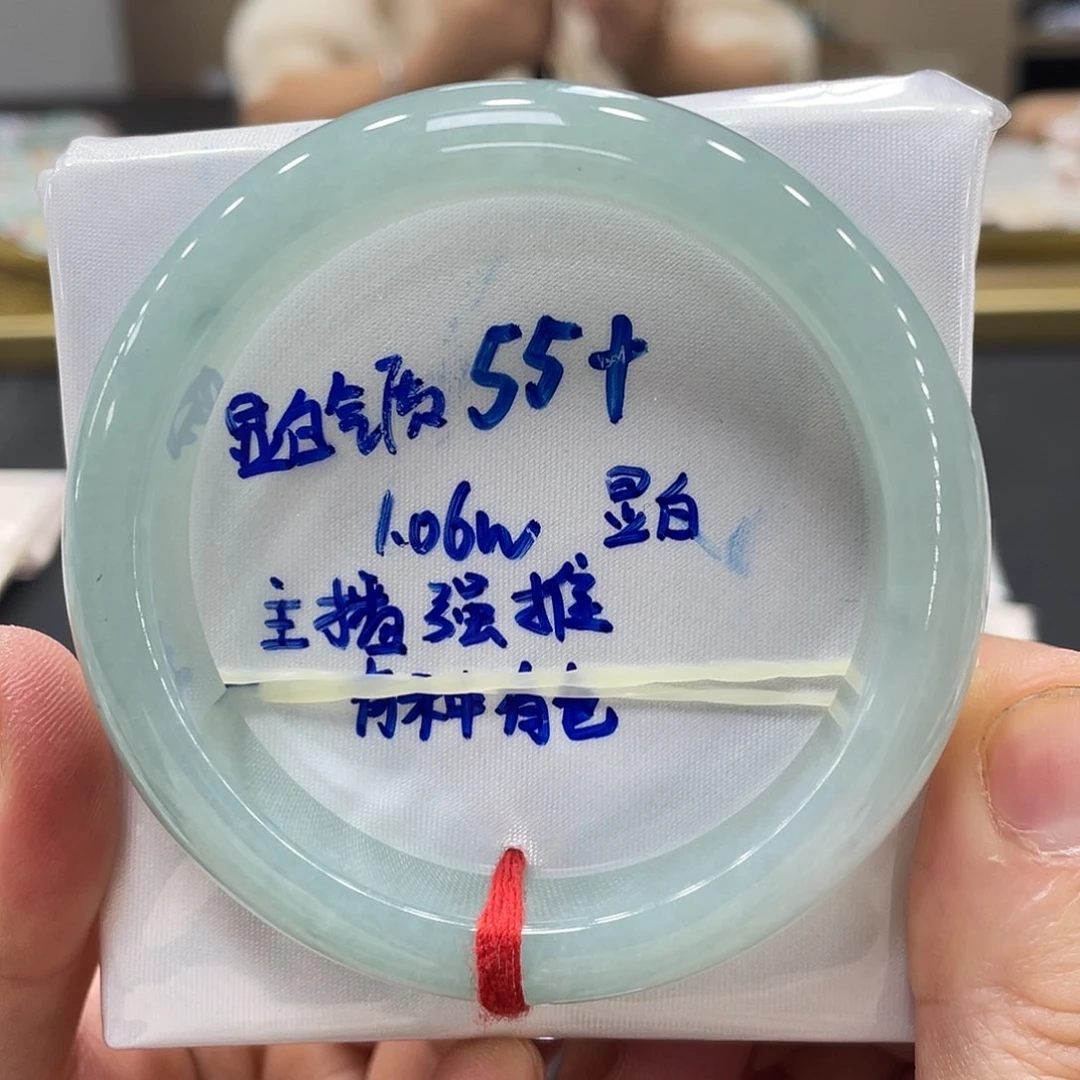 显白气质 55+
1.06w 显白
主播强推
有种有色